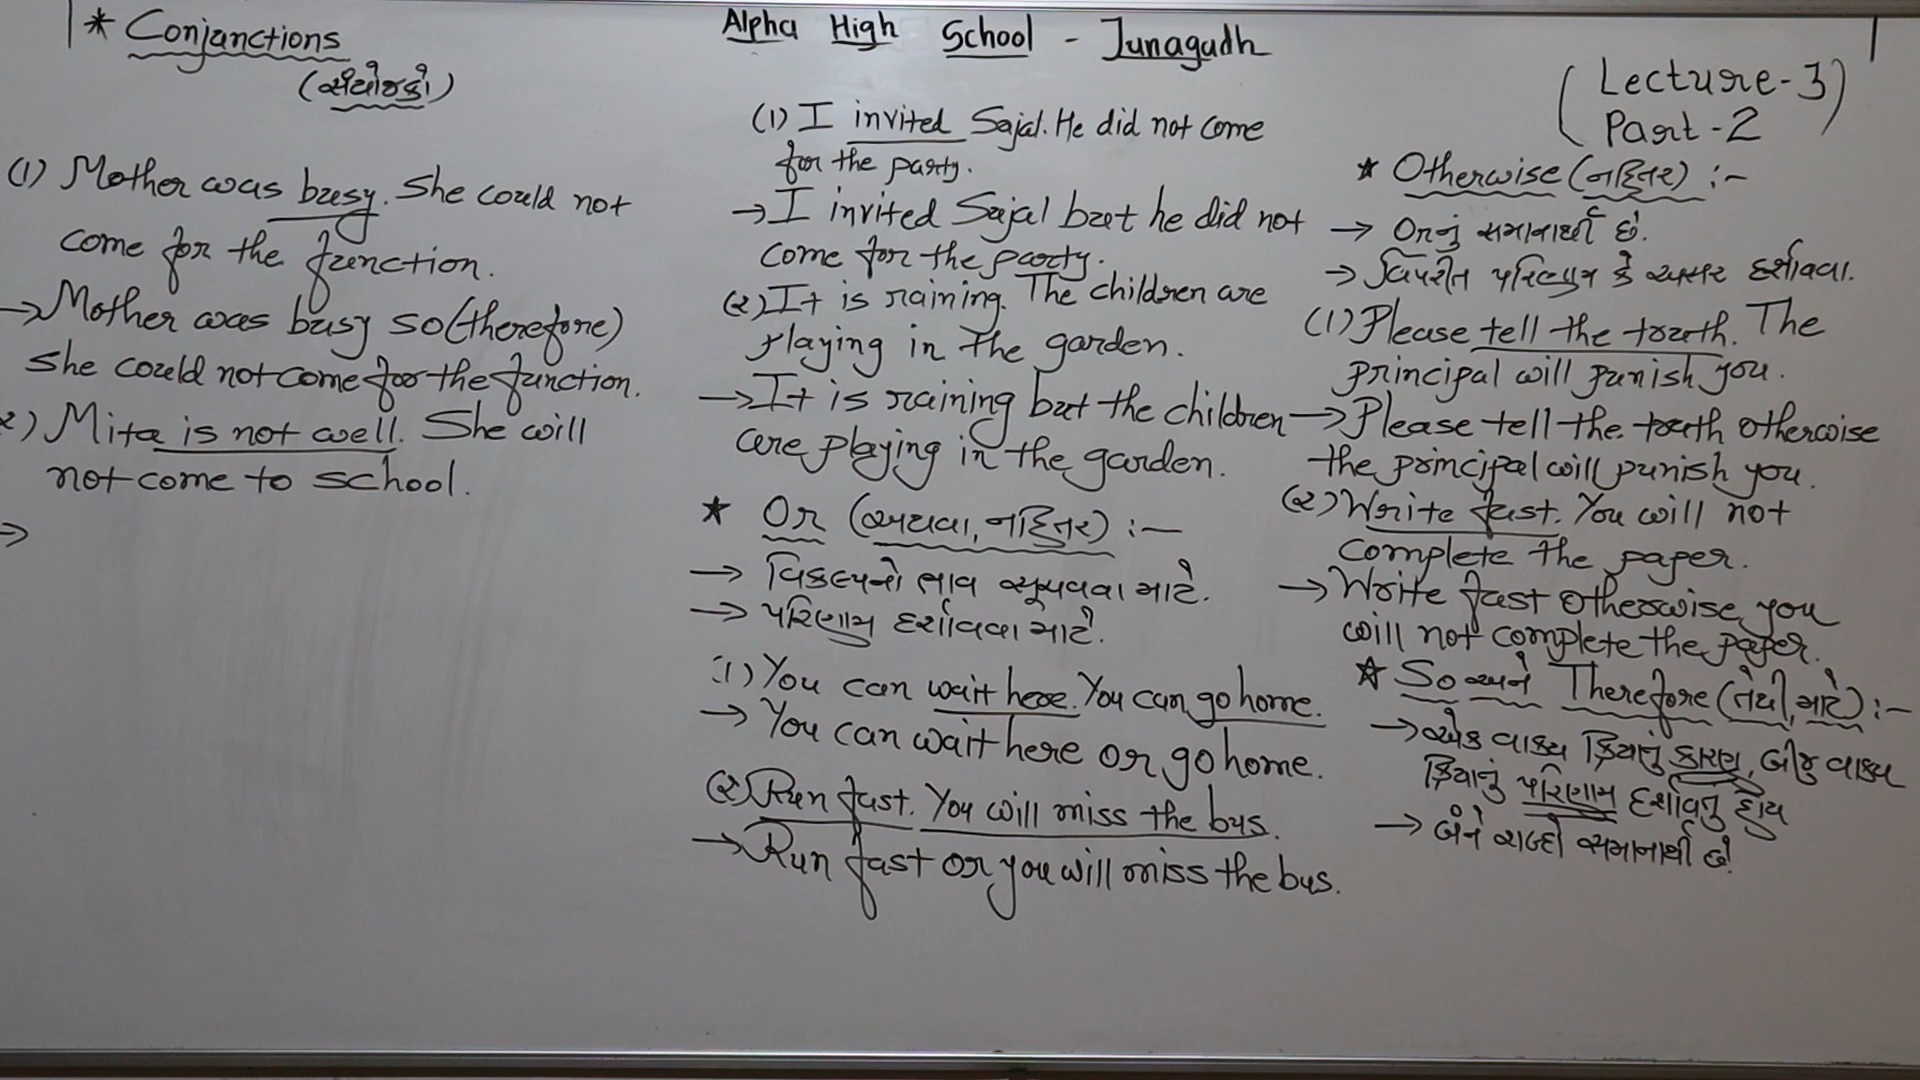 * Conjanctions
(સંયોજકો)
(1) Mother was busy. She could not
come for the function.
→ Mother was busy so (therefore)
she could not come for the function.
૨) Mita is not well. She will
not come to school.
→
Alpha High School - Junagadh
(1) I invited Sajal. He did not come
for the party.
→ I invited Sajal but he did not
come for the party.
(૨) It is raining. The children are
playing in the garden.
→ It is raining but the children
are playing in the garden.
* Or (અથવા, નહિતર) :-
→ વિકલ્પનો ભાવ સૂચવવા માટે.
→ પરિણામ દર્શાવવા માટે.
(1) You can wait here. You can go home.
→ You can wait here or go home.
(૨) Run fast. You will miss the bus.
→ Run fast or you will miss the bus.
(Lecture-3
Part-2)
* Otherwise (નહિતર) :-
→ Orનું સમાનાર્થી છે.
→ વિપરીત પરિણામ કે અસર દર્શાવવા.
(1) Please tell the truth. The
principal will punish you.
→ Please tell the truth otherwise
the principal will punish you.
(૨) Write fast. You will not
complete the paper.
→ Write fast otherwise you
will not complete the paper.
* So અને Therefore (તેથી, માટે) :-
→ એક વાક્ય ક્રિયાનું કારણ, બીજુ વાક્ય
ક્રિયાનું પરિણામ દર્શાવતુ હોય
→ બંને શબ્દો સમાનાર્થી છે.